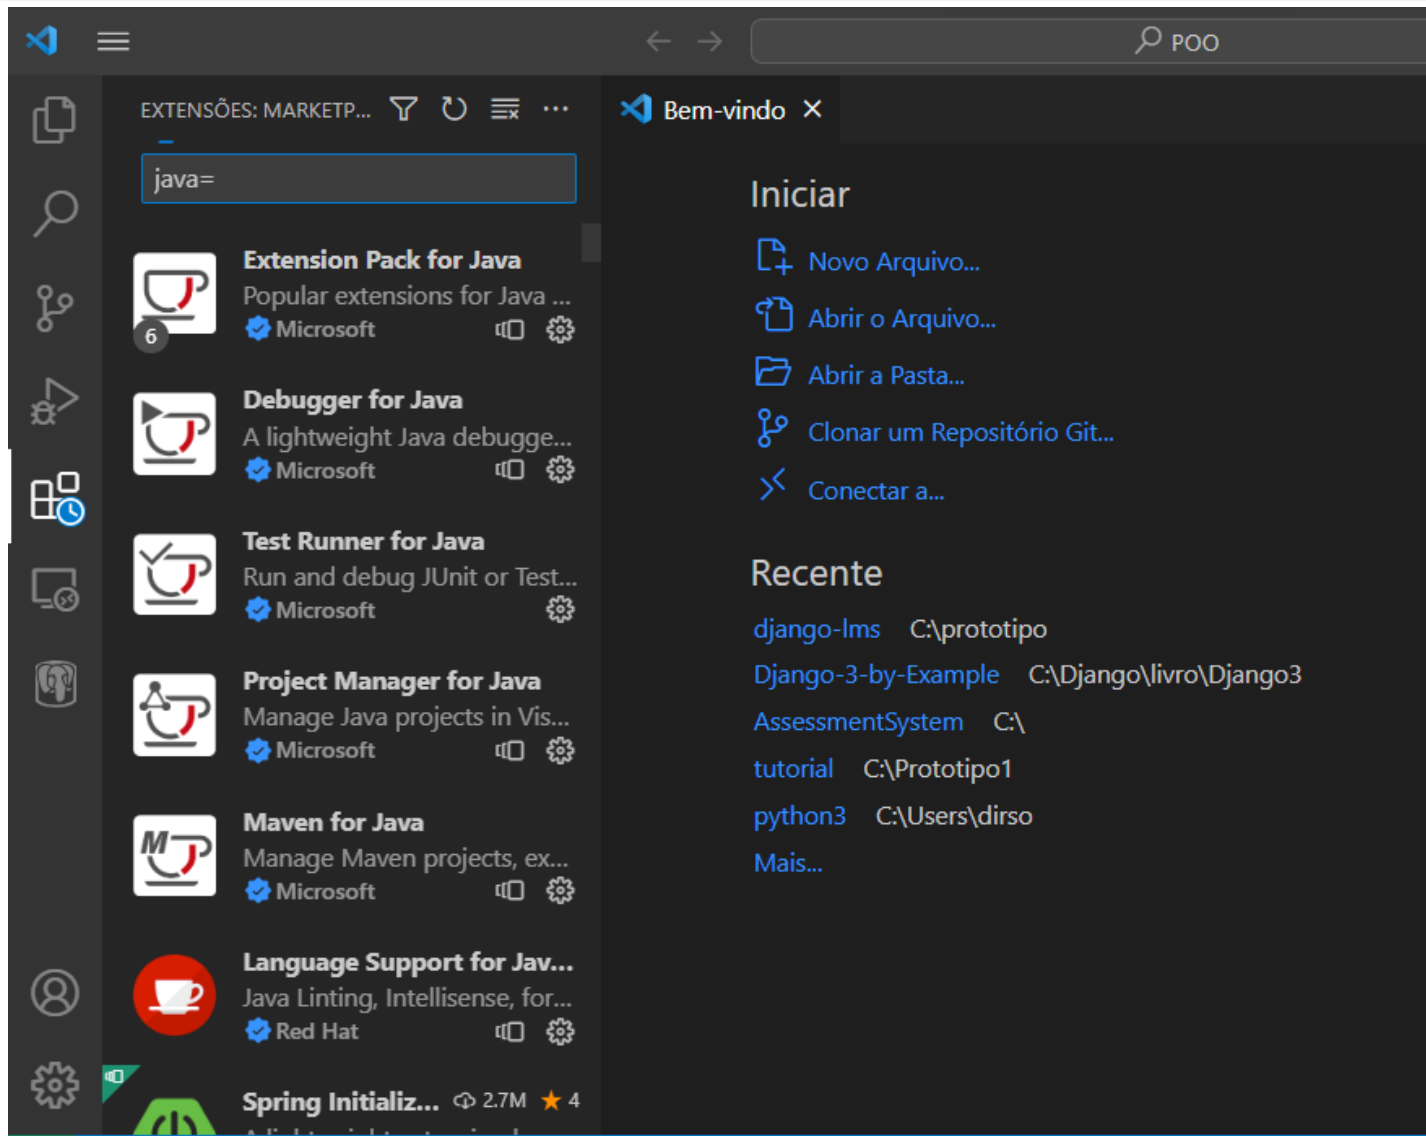 POO
EXTENSÕES: MARKETP...
Bem-vindo
java=
Extension Pack for Java
Popular extensions for Java ...
Microsoft
6
Debugger for Java
A lightweight Java debugge...
Microsoft
Test Runner for Java
Run and debug JUnit or Test...
Microsoft
Project Manager for Java
Manage Java projects in Vis...
Microsoft
Maven for Java
Manage Maven projects, ex...
Microsoft
Language Support for Jav...
Java Linting, Intellisense, for...
Red Hat
Spring Initializ... 2.7M 4
Iniciar
Novo Arquivo...
Abrir o Arquivo...
Abrir a Pasta...
Clonar um Repositório Git...
Conectar a...
Recente
django-lms C:\prototipo
Django-3-by-Example C:\Django\livro\Django3
AssessmentSystem C:\
tutorial C:\Prototipo1
python3 C:\Users\dirso
Mais...